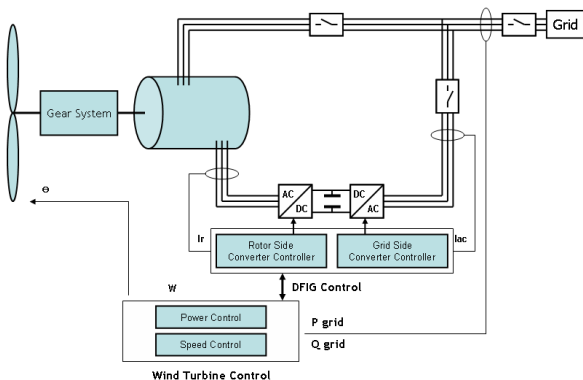 Grid
Gear System
AC
DC
DC
AC
ɵ
Ir
Rotor Side
Converter Controller
Grid Side
Converter Controller
Iac
W
DFIG Control
Power Control
Speed Control
P grid
Q grid
Wind Turbine Control